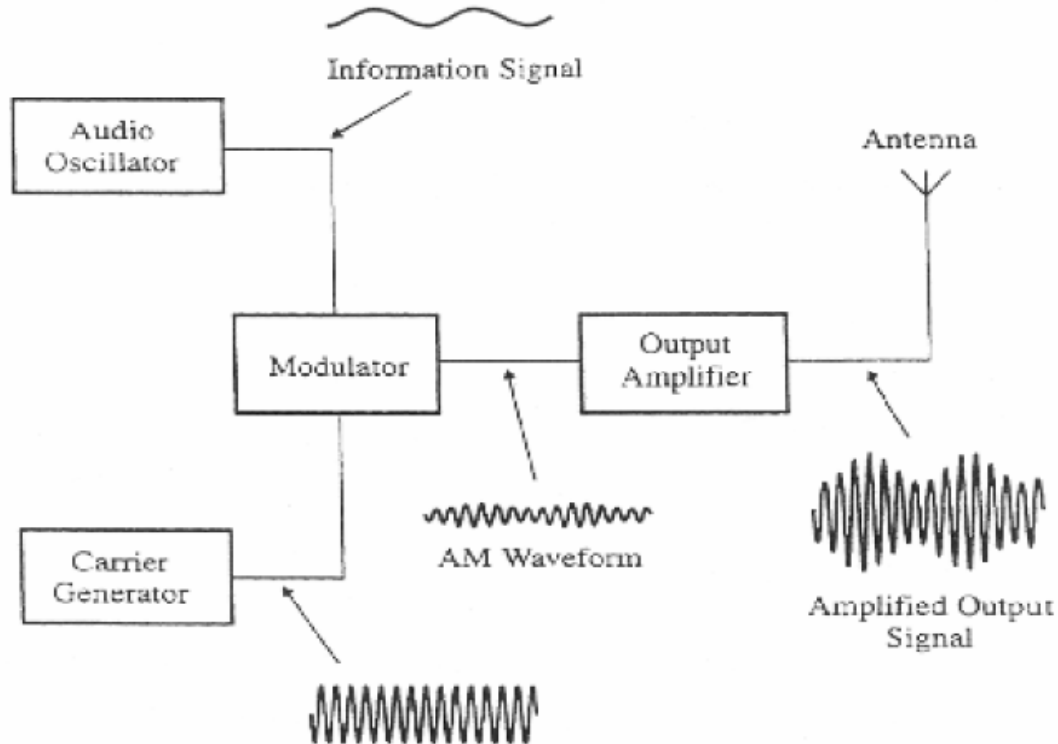 Information Signal
Audio
Oscillator
Antenna
Modulator
Output
Amplifier
AM Waveform
Carrier
Generator
Amplified Output
Signal